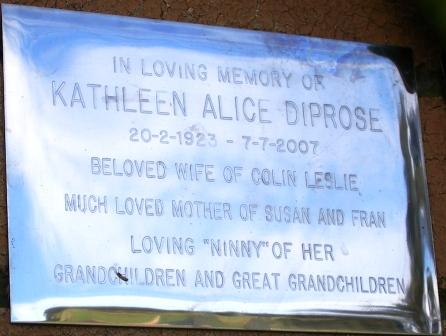 IN LOVING MEMORY OF
KATHLEEN ALICE DIPROSE
20-2-1923 - 7-7-2007
BELOVED WIFE OF COLIN LESLIE
MUCH LOVED MOTHER OF SUSAN AND FRAN
LOVING "NINNY" OF HER
GRANDCHILDREN AND GREAT GRANDCHILDREN